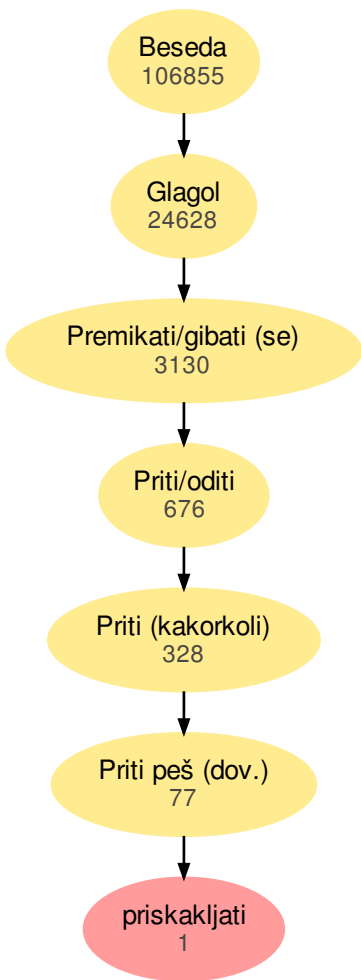 Beseda
106855
Glagol
24628
Premikati/gibati (se)
3130
Priti/oditi
676
Priti (kakorkoli)
328
Priti peš (dov.)
77
priskakljati
1